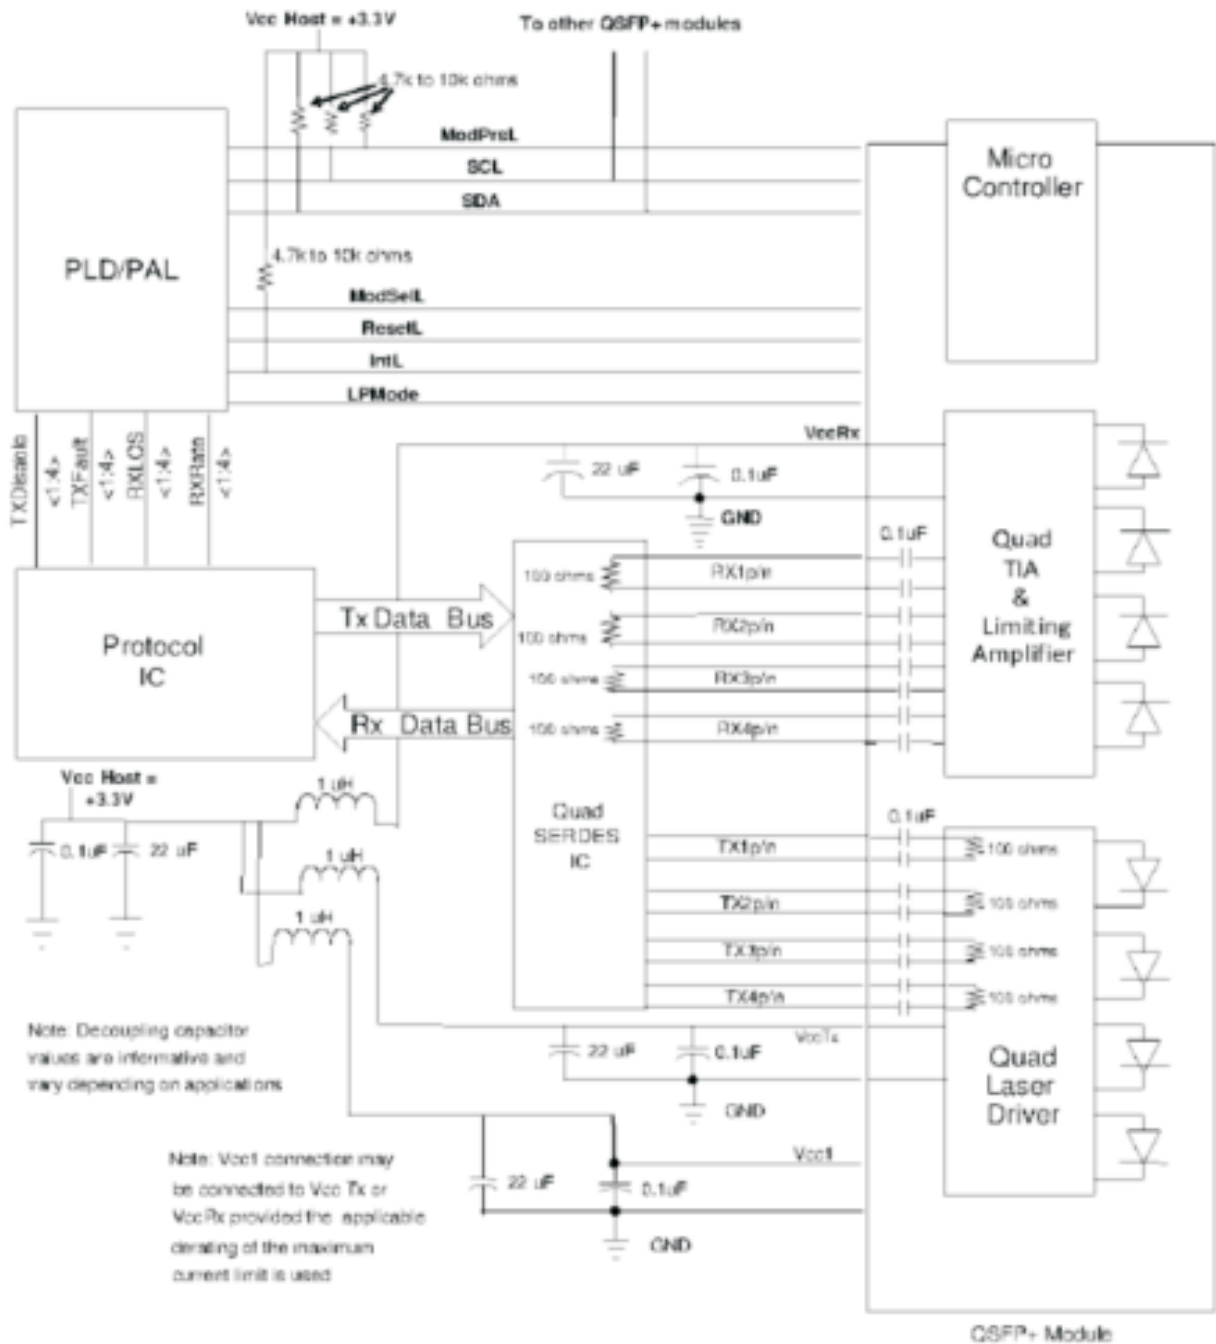 Vcc Host = +3.3V
To other QSFP+ modules
4.7k to 10k ohms
ModPrsL
SCL
SDA
Micro
Controller
PLD/PAL
4.7k to 10k ohms
ModSelL
ResetL
IntL
LPMode
TXDisable
<1:4>
TXFault
<1:4>
RXLOS
<1:4>
RXRate
<1:4>
VccRx
22 uF
0.1uF
GND
0.1uF
Quad
TIA
&
Limiting
Amplifier
100 ohms
RX1p/n
Tx Data Bus
100 ohms
RX2p/n
Protocol
IC
100 ohms
RX3p/n
Rx Data Bus
100 ohms
RX4p/n
Vcc Host =
+3.3V
1 uH
0.1uF
22 uF
1 uH
1 uH
Quad
SERDES
IC
0.1uF
TX1p/n
100 ohms
TX2p/n
100 ohms
TX3p/n
100 ohms
TX4p/n
100 ohms
Note: Decoupling capacitor
values are informative and
vary depending on applications
VccTx
22 uF
0.1uF
GND
Quad
Laser
Driver
Note: Vcc1 connection may
be connected to Vcc Tx or
VccRx provided the applicable
derating of the maximum
current limit is used
Vcc1
22 uF
0.1uF
GND
QSFP+ Module